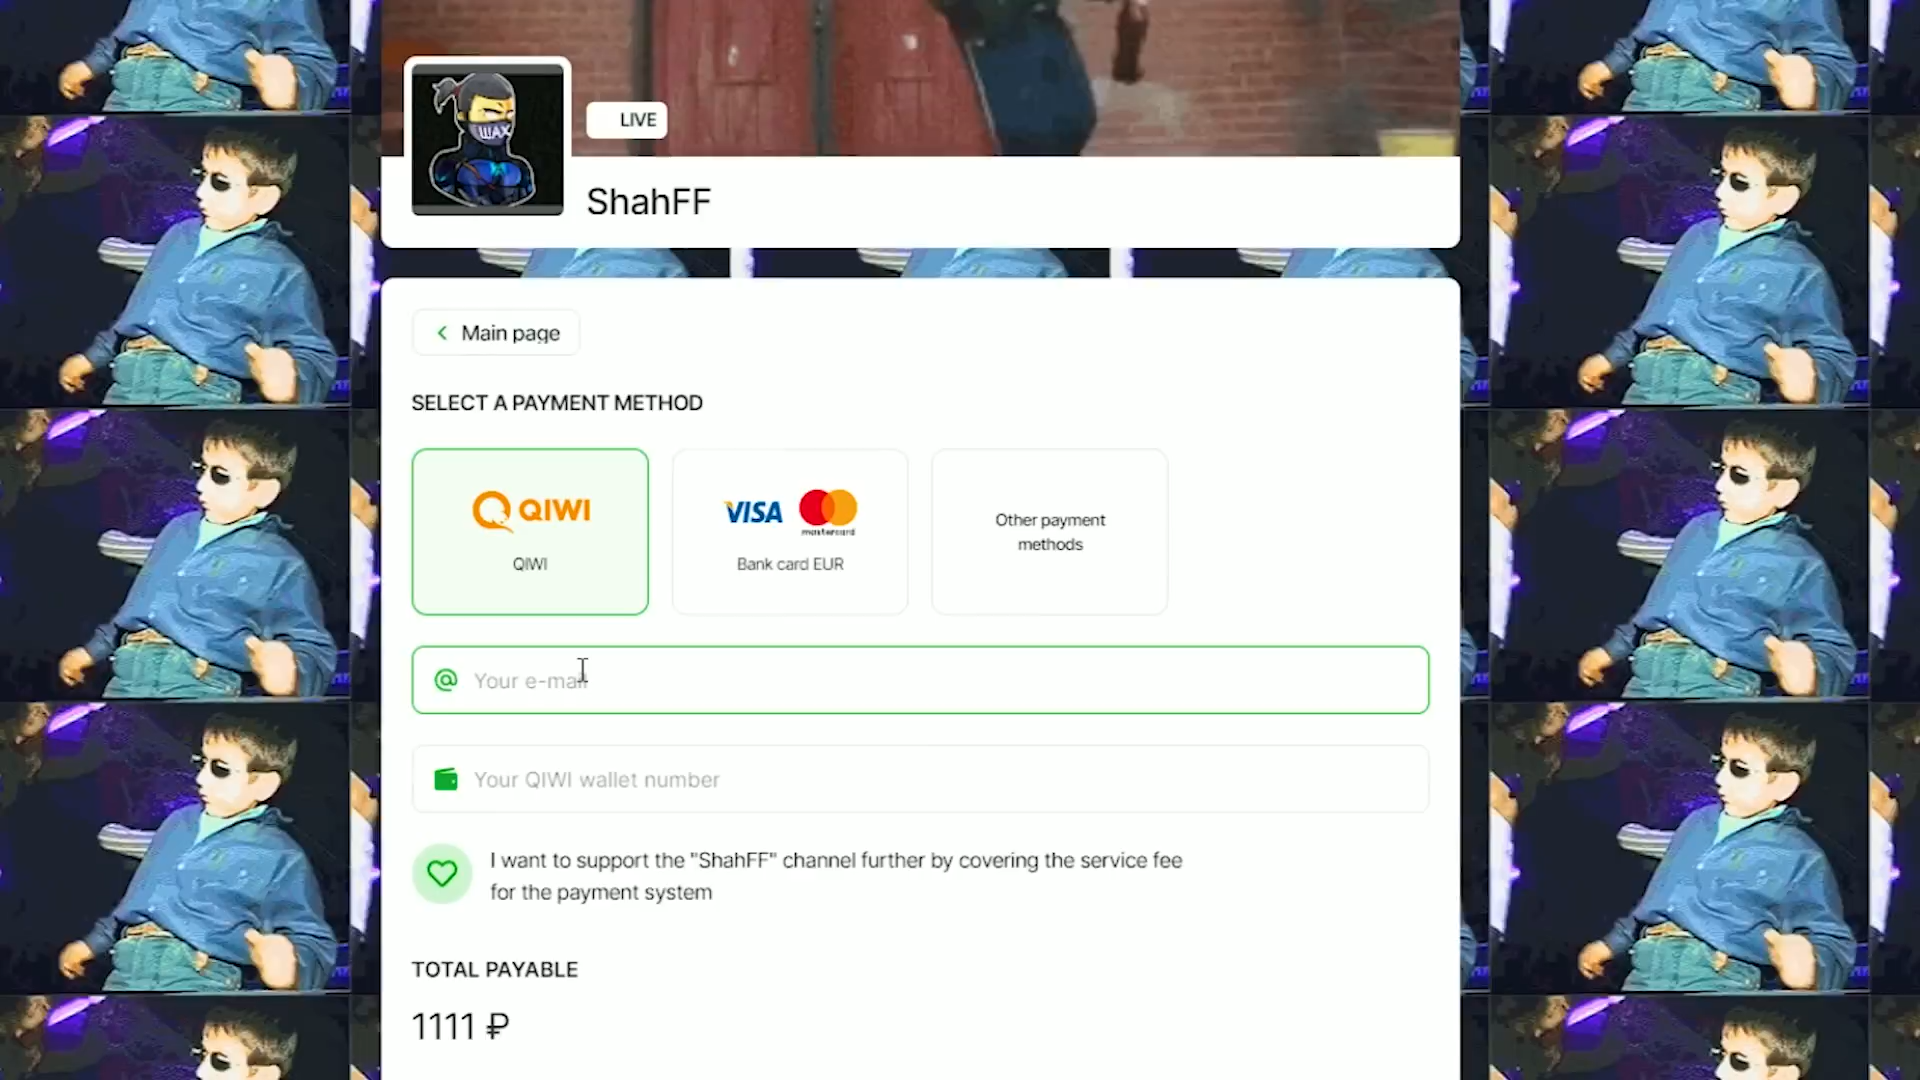 LIVE
ШАХ
ShahFF
Main page
SELECT A PAYMENT METHOD
QIWI
QIWI
VISA
mastercard
Bank card EUR
Other payment
methods
Your e-mail
Your QIWI wallet number
I want to support the "ShahFF" channel further by covering the service fee
for the payment system
TOTAL PAYABLE
1111 ₽